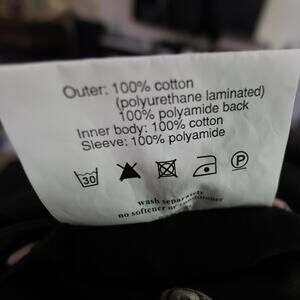 Outer: 100% cotton
(polyurethane laminated)
100% polyamide back
Inner body: 100% cotton
Sleeve: 100% polyamide
30 P
wash separately
no softener or conditioner